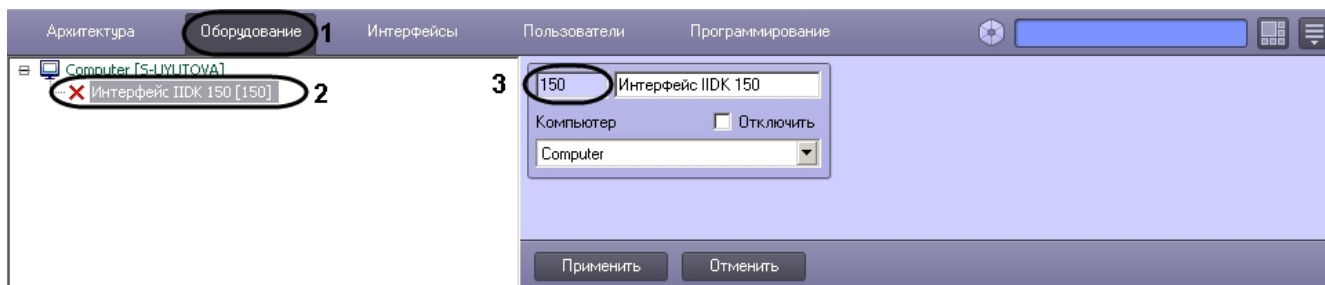 Архитектура Оборудование 1 Интерфейсы Пользователи Программирование
Computer [S-UYUTOVA]
Интерфейс IIDK 150 [150] 2
3 150 Интерфейс IIDK 150
Компьютер Отключить
Computer
Применить Отменить